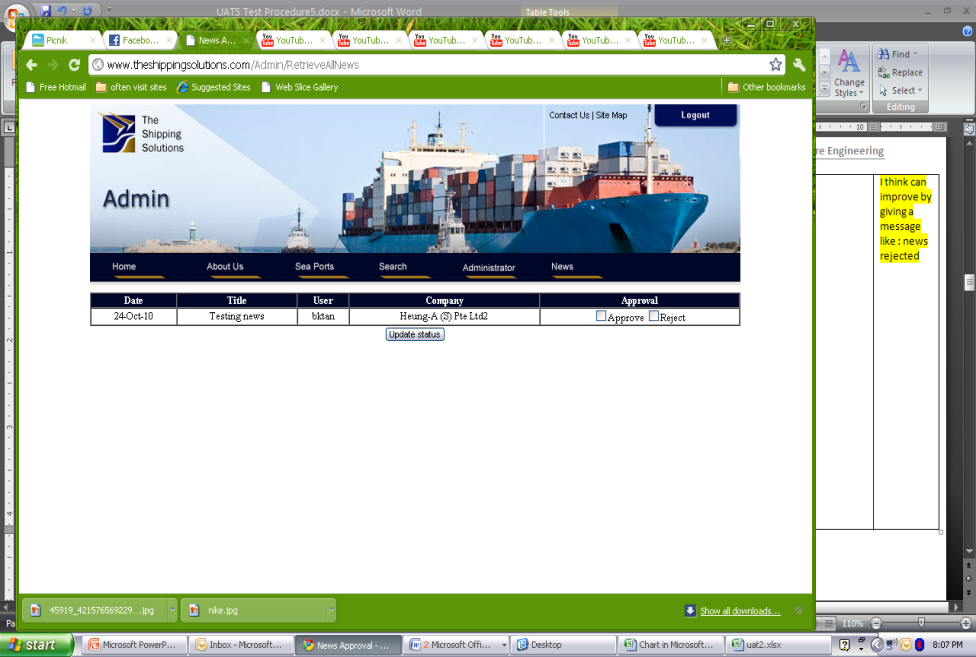 UAT5 Test Procedure5.docx - Microsoft Word
Table Tools
Picnik
Facebo...
News A...
YouTub...
YouTub...
YouTub...
YouTub...
YouTub...
YouTub...
www.theshippingsolutions.com/Admin/RetrieveAllNews
Free Hotmail
often visit sites
Suggested Sites
Web Slice Gallery
Other bookmarks
Find
Replace
Select
Change
Styles
Editing
The
Shipping
Solutions
Contact Us | Site Map
Logout
Admin
Home
About Us
Sea Ports
Search
Administrator
News
Date Title User Company Approval
24-Oct-10 Testing news bktan Heung-A (S) Pte Ltd2 Approve Reject
Update status
re Engineering
I think can
improve by
giving a
message
like : news
rejected
45919_421576569229....jpg
nike.jpg
Show all downloads...
Pa
110%
start
Microsoft PowerP...
Inbox - Microsoft...
News Approval - ...
2 Microsoft Offi...
Desktop
Chart in Microsoft...
uat2.xlsx
8:07 PM